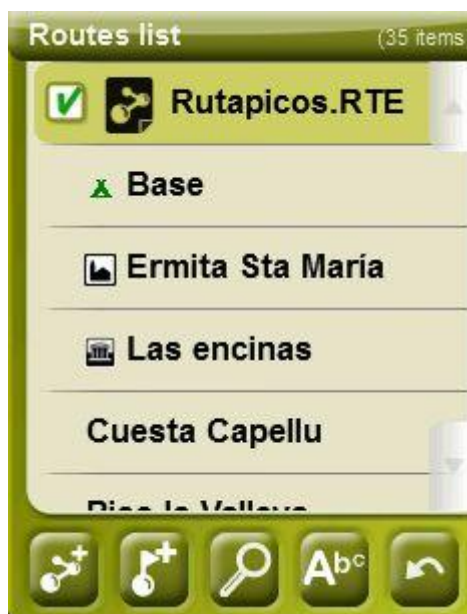 Routes list (35 items
Rutapicos.RTE
Base
Ermita Sta María
Las encinas
Cuesta Capellu
Abc